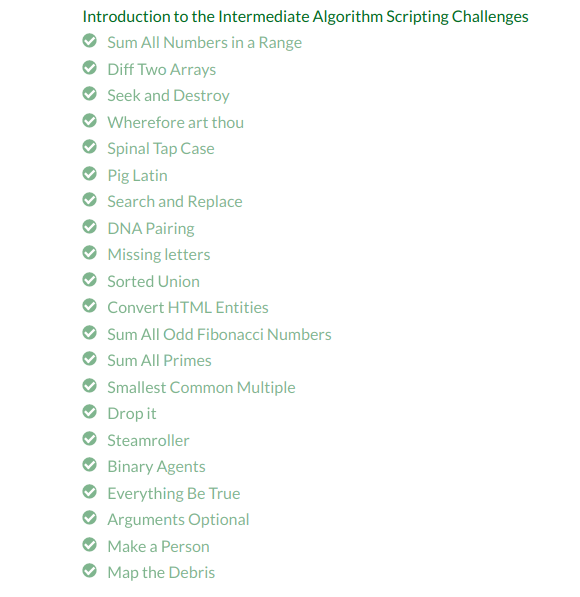 Introduction to the Intermediate Algorithm Scripting Challenges
Sum All Numbers in a Range
Diff Two Arrays
Seek and Destroy
Wherefore art thou
Spinal Tap Case
Pig Latin
Search and Replace
DNA Pairing
Missing letters
Sorted Union
Convert HTML Entities
Sum All Odd Fibonacci Numbers
Sum All Primes
Smallest Common Multiple
Drop it
Steamroller
Binary Agents
Everything Be True
Arguments Optional
Make a Person
Map the Debris